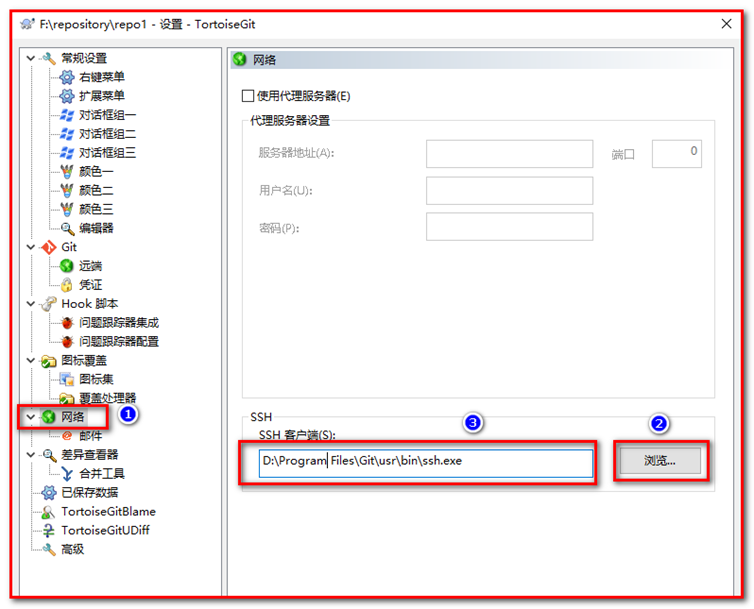 F:\repository\repo1 - 设置 - TortoiseGit
常规设置
右键菜单
扩展菜单
对话框组一
对话框组二
对话框组三
颜色一
颜色二
颜色三
编辑器
Git
远端
凭证
Hook 脚本
问题跟踪器集成
问题跟踪器配置
图标覆盖
图标集
覆盖处理器
网络
1
邮件
差异查看器
合并工具
已保存数据
TortoiseGitBlame
TortoiseGitUDiff
高级
网络
使用代理服务器(E)
代理服务器设置
服务器地址(A):
端口
0
用户名(U):
密码(P):
SSH
SSH 客户端(S):
3
2
D:\Program Files\Git\usr\bin\ssh.exe
浏览...